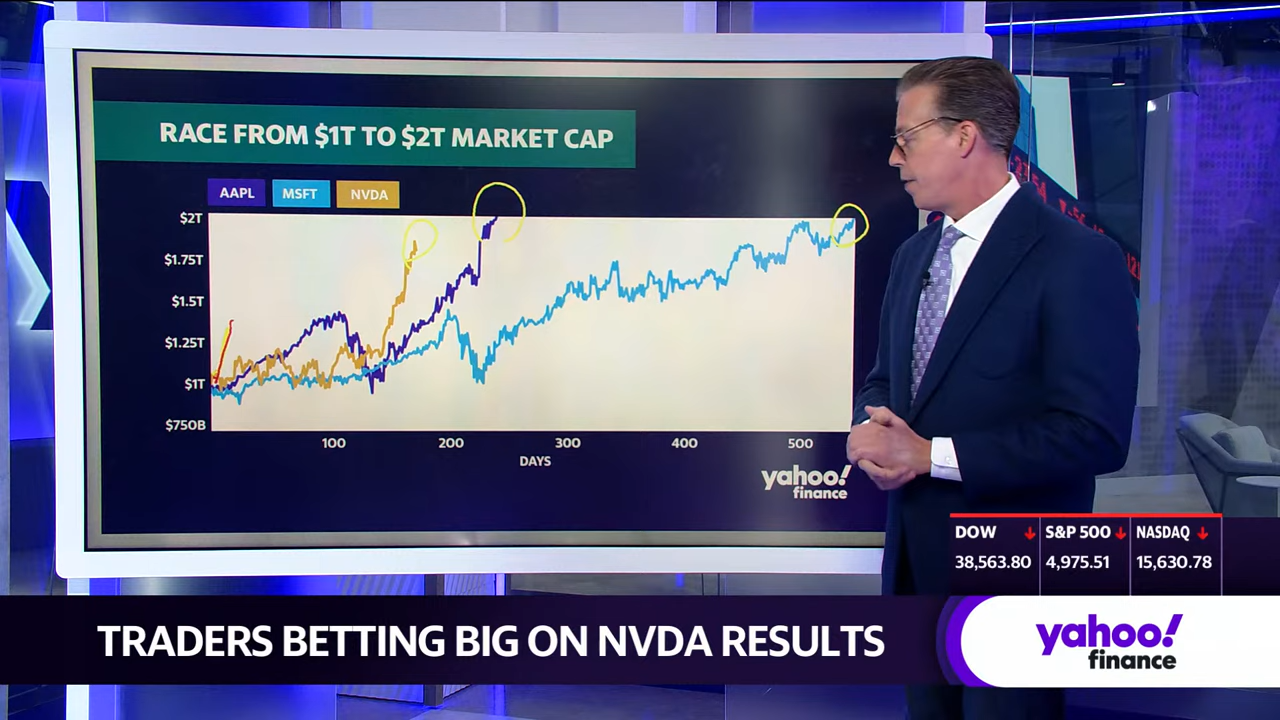 RACE FROM $1T TO $2T MARKET CAP
AAPL MSFT NVDA
$2T
$1.75T
$1.5T
$1.25T
$1T
$750B
100 200 300 400 500
DAYS
yahoo!
finance
DOW S&P 500 NASDAQ
38,563.80 4,975.51 15,630.78
TRADERS BETTING BIG ON NVDA RESULTS
yahoo!
finance